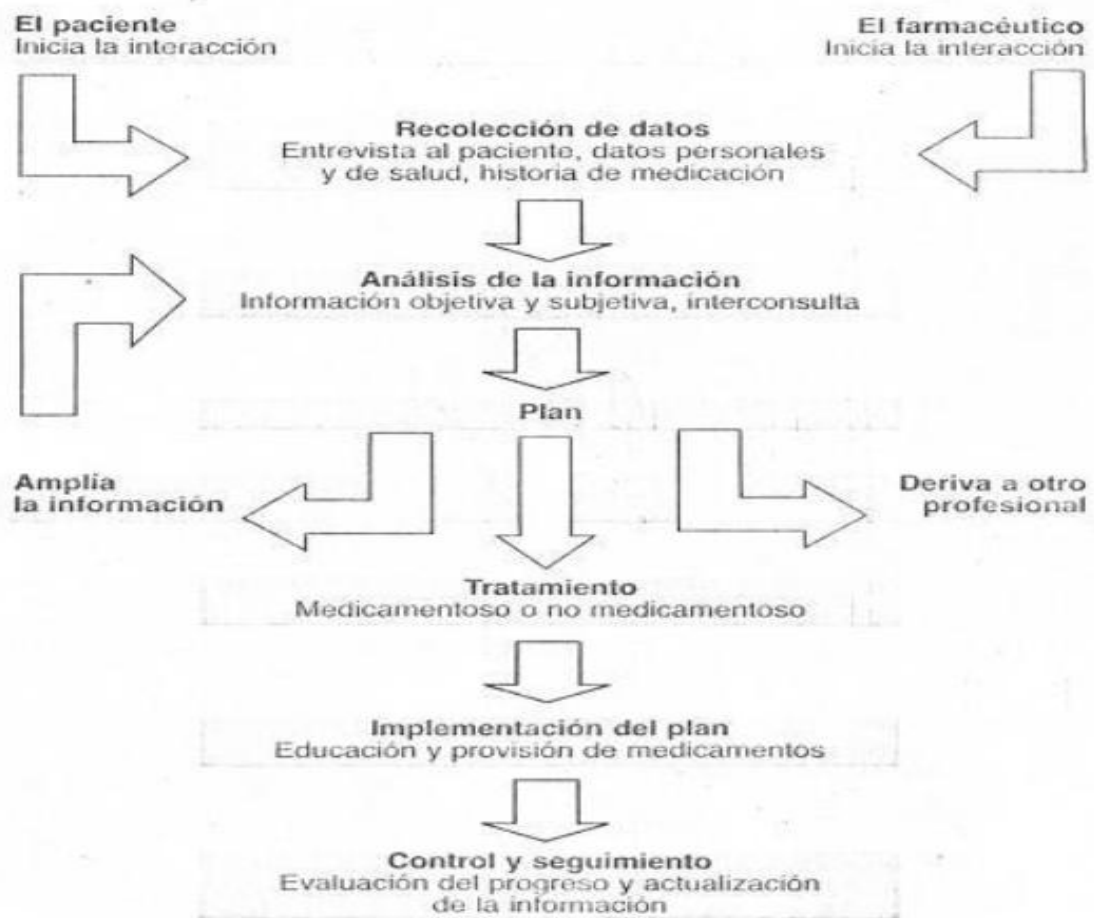 El paciente
Inicia la interacción
El farmacéutico
Inicia la interacción
Recolección de datos
Entrevista al paciente, datos personales
y de salud, historia de medicación
Análisis de la información
Información objetiva y subjetiva, interconsulta
Plan
Amplía
la información
Deriva a otro
profesional
Tratamiento
Medicamentoso o no medicamentoso
Implementación del plan
Educación y provisión de medicamentos
Control y seguimiento
Evaluación del progreso y actualización
de la información